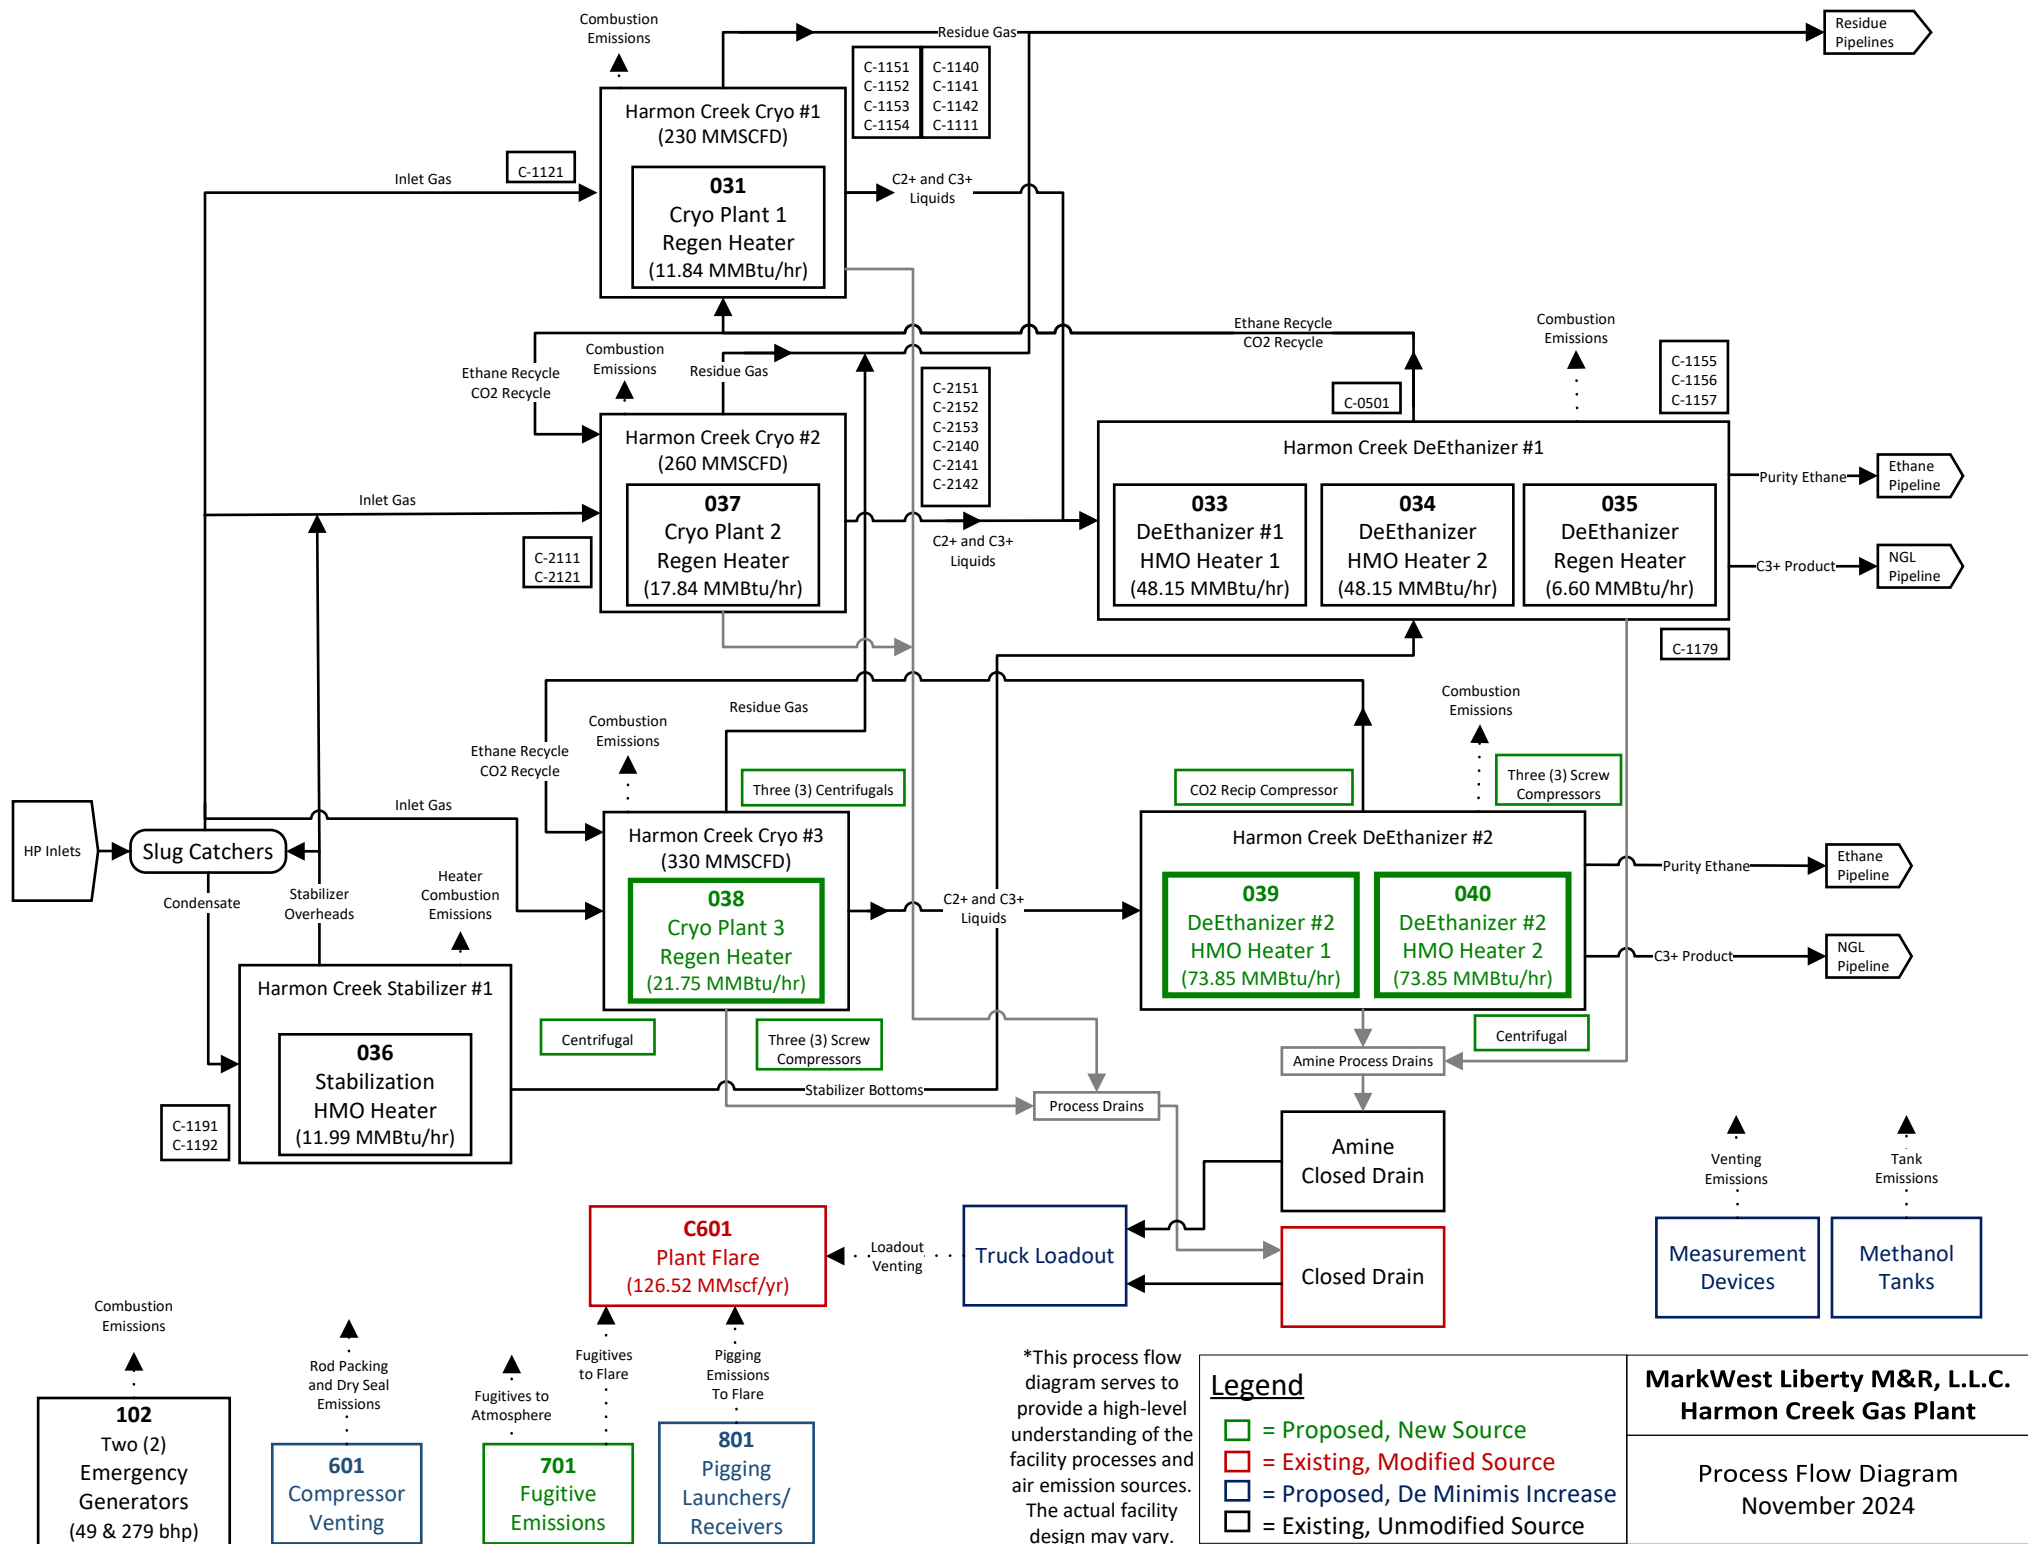 Combustion
Emissions
Residue Gas
Residue
Pipelines
C-1151
C-1152
C-1153
C-1154
C-1140
C-1141
C-1142
C-1111
Harmon Creek Cryo #1
(230 MMSCFD)
C-1121
Inlet Gas
031
Cryo Plant 1
Regen Heater
(11.84 MMBtu/hr)
C2+ and C3+
Liquids
Ethane Recycle
CO2 Recycle
Combustion
Emissions
Combustion
Emissions
Residue Gas
Ethane Recycle
CO2 Recycle
C-2151
C-2152
C-2153
C-2140
C-2141
C-2142
C-0501
C-1155
C-1156
C-1157
Harmon Creek Cryo #2
(260 MMSCFD)
Inlet Gas
037
Cryo Plant 2
Regen Heater
(17.84 MMBtu/hr)
C-2111
C-2121
C2+ and C3+
Liquids
Harmon Creek DeEthanizer #1
033
DeEthanizer #1
HMO Heater 1
(48.15 MMBtu/hr)
034
DeEthanizer
HMO Heater 2
(48.15 MMBtu/hr)
035
DeEthanizer
Regen Heater
(6.60 MMBtu/hr)
Purity Ethane
Ethane
Pipeline
C3+ Product
NGL
Pipeline
C-1179
Residue Gas
Combustion
Emissions
Ethane Recycle
CO2 Recycle
Combustion
Emissions
Three (3) Centrifugals
CO2 Recip Compressor
Three (3) Screw
Compressors
Inlet Gas
HP Inlets
Slug Catchers
Harmon Creek Cryo #3
(330 MMSCFD)
038
Cryo Plant 3
Regen Heater
(21.75 MMBtu/hr)
Harmon Creek DeEthanizer #2
039
DeEthanizer #2
HMO Heater 1
(73.85 MMBtu/hr)
040
DeEthanizer #2
HMO Heater 2
(73.85 MMBtu/hr)
Purity Ethane
Ethane
Pipeline
C3+ Product
NGL
Pipeline
Condensate
Stabilizer
Overheads
Heater
Combustion
Emissions
C2+ and C3+
Liquids
Harmon Creek Stabilizer #1
036
Stabilization
HMO Heater
(11.99 MMBtu/hr)
C-1191
C-1192
Centrifugal
Three (3) Screw
Compressors
Centrifugal
Stabilizer Bottoms
Amine Process Drains
Process Drains
Amine
Closed Drain
Closed Drain
Truck Loadout
Loadout
Venting
C601
Plant Flare
(126.52 MMscf/yr)
Venting
Emissions
Measurement
Devices
Tank
Emissions
Methanol
Tanks
Combustion
Emissions
102
Two (2)
Emergency
Generators
(49 & 279 bhp)
Rod Packing
and Dry Seal
Emissions
601
Compressor
Venting
Fugitives to
Atmosphere
Fugitives
to Flare
701
Fugitive
Emissions
Pigging
Emissions
To Flare
801
Pigging
Launchers/
Receivers
*This process flow
diagram serves to
provide a high-level
understanding of the
facility processes and
air emission sources.
The actual facility
design may vary.
Legend
= Proposed, New Source
= Existing, Modified Source
= Proposed, De Minimis Increase
= Existing, Unmodified Source
MarkWest Liberty M&R, L.L.C.
Harmon Creek Gas Plant
Process Flow Diagram
November 2024